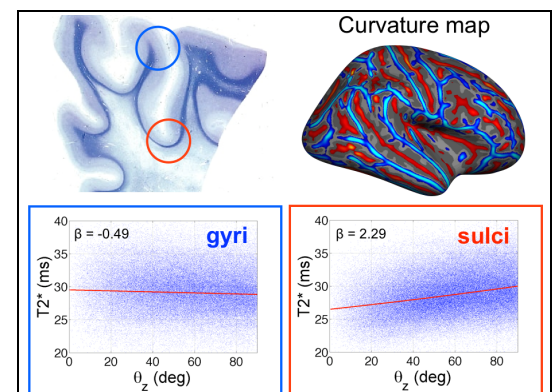 Curvature map
β = -0.49
gyri
T2* (ms)
40
35
30
25
20
0
20
40
60
80
θz (deg)
β = 2.29
sulci
T2* (ms)
40
35
30
25
20
0
20
40
60
80
θz (deg)